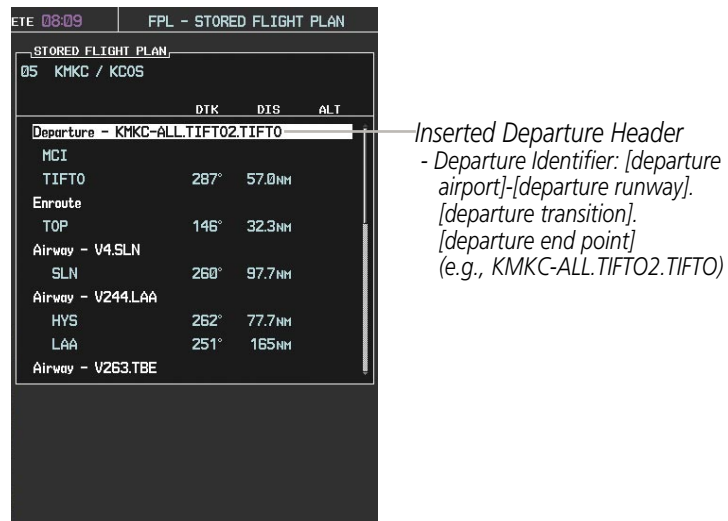 ETE 08:09 FPL – STORED FLIGHT PLAN
STORED FLIGHT PLAN
05 KMKC / KCOS
DTK DIS ALT
Departure – KMKC-ALL.TIFTO2.TIFTO
MCI
TIFTO 287° 57.0NM
Enroute
TOP 146° 32.3NM
Airway – V4.SLN
SLN 260° 97.7NM
Airway – V244.LAA
HYS 262° 77.7NM
LAA 251° 165NM
Airway – V263.TBE
Inserted Departure Header
- Departure Identifier: [departure
airport]-[departure runway].
[departure transition].
[departure end point]
(e.g., KMKC-ALL.TIFTO2.TIFTO)